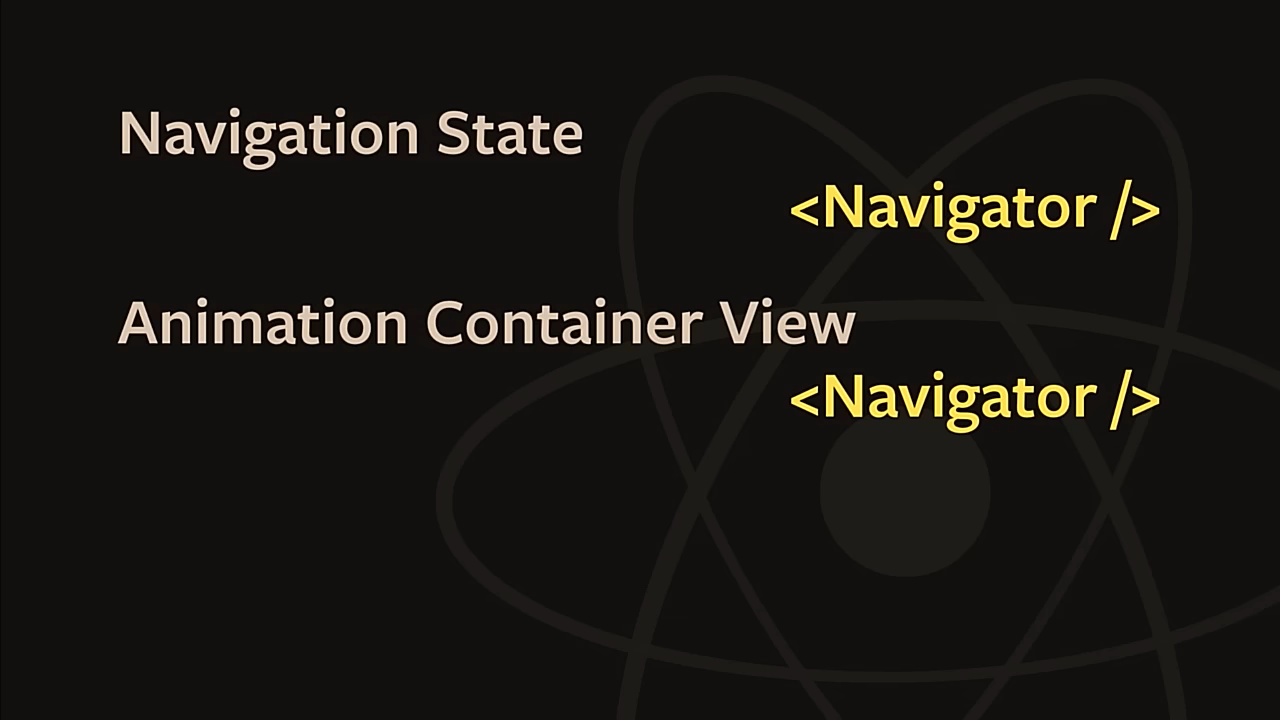 Navigation State
<Navigator />
Animation Container View
<Navigator />